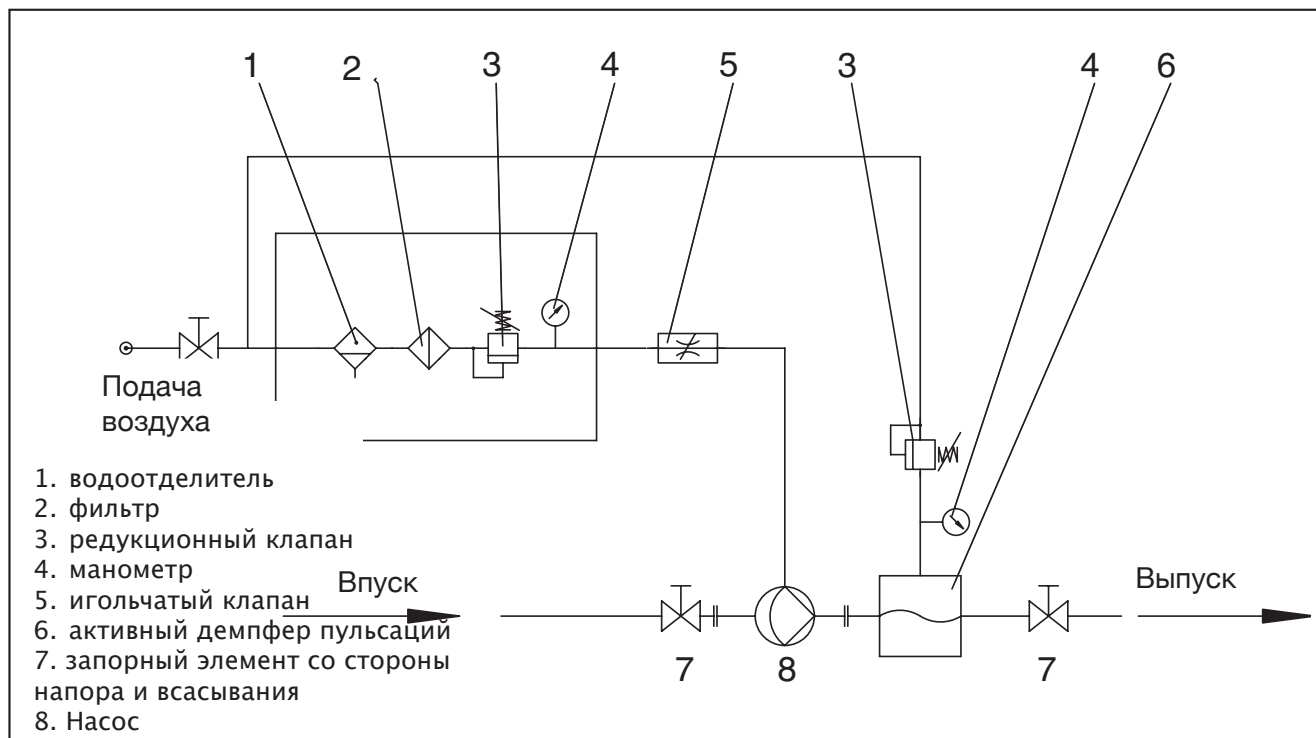 1 2 3 4 5 3 4 6
Подача
воздуха
1. водоотделитель
2. фильтр
3. редукционный клапан
4. манометр
5. игольчатый клапан
6. активный демпфер пульсаций
7. запорный элемент со стороны
напора и всасывания
8. Насос
Впуск
Выпуск
7 8 7